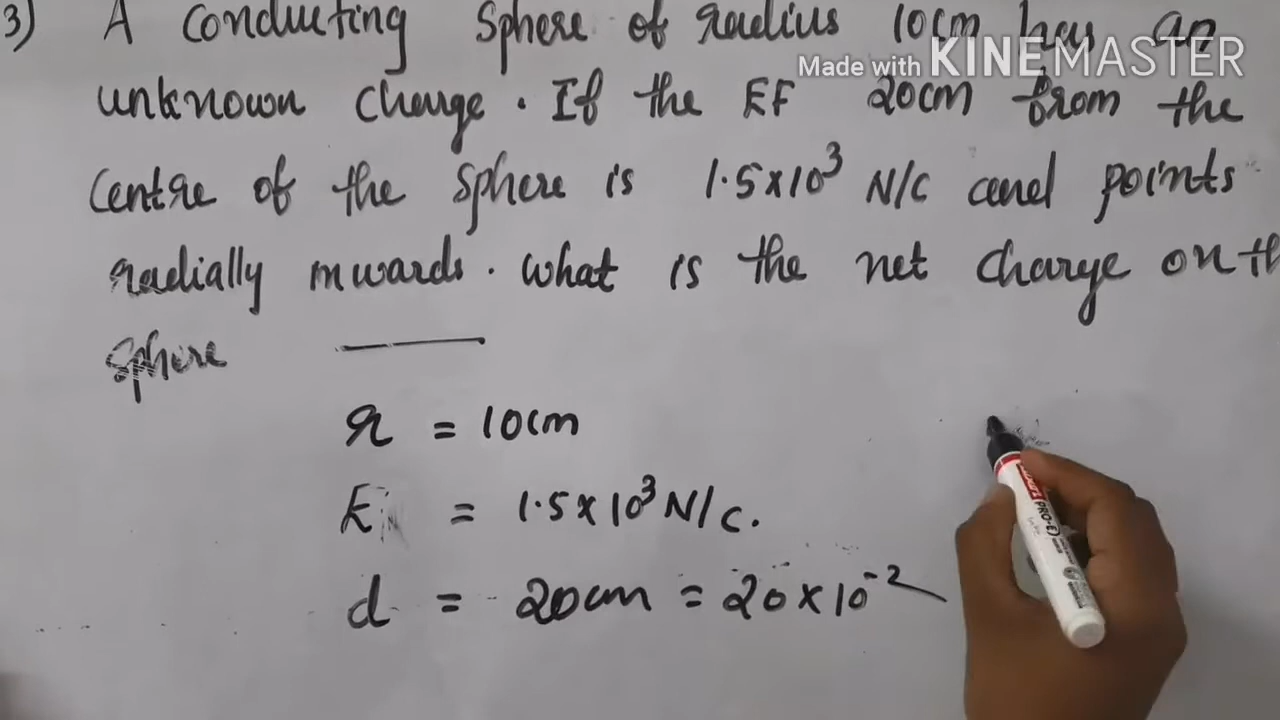 3) A conducting sphere of radius 10cm has an
Made with KINEMASTER
unknown charge. If the EF 20cm from the
centre of the sphere is 1.5x10³ N/C and points
radially inwards. what is the net charge on th
sphere
r = 10cm
E = 1.5x10³ N/C.
d = 20cm = 20x10⁻²